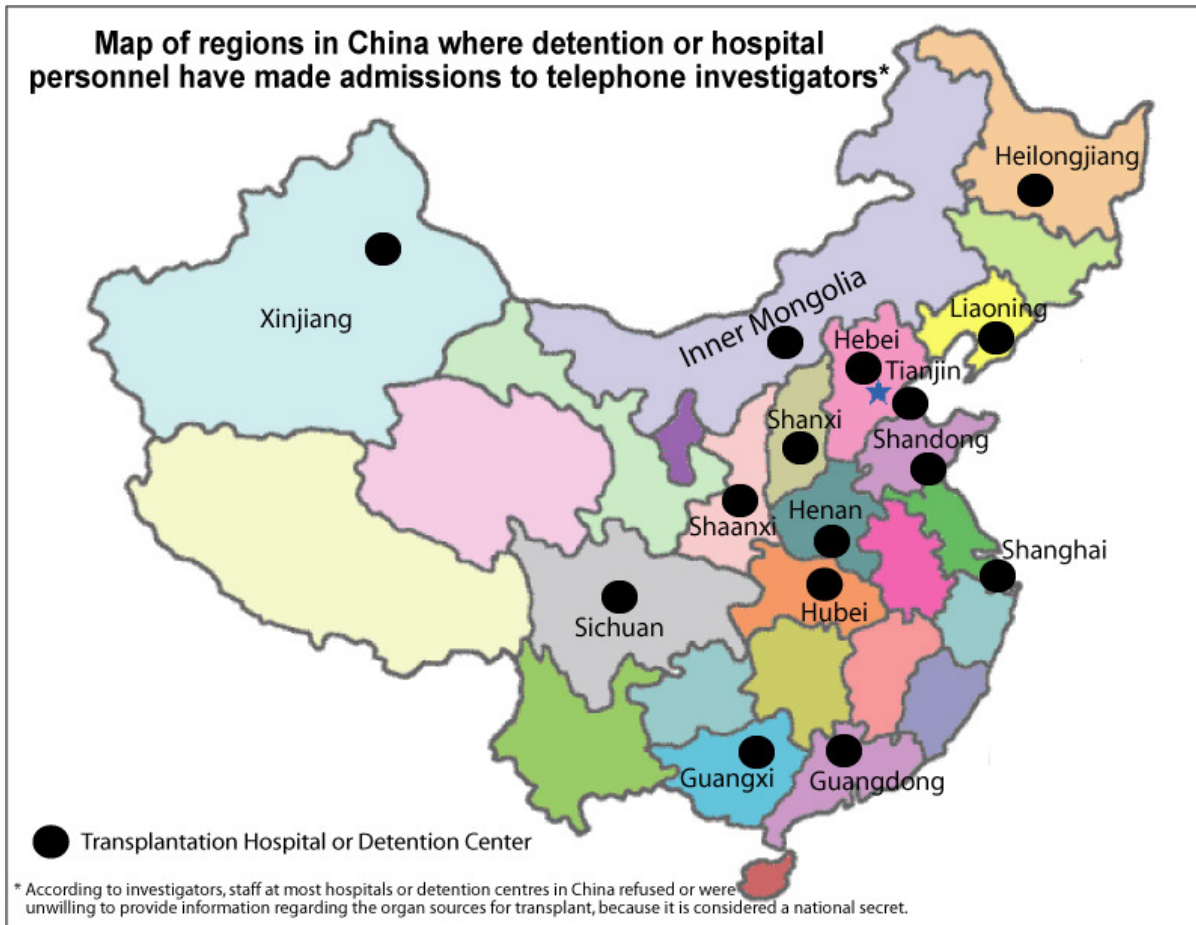 Map of regions in China where detention or hospital
personnel have made admissions to telephone investigators*
Heilongjiang
Xinjiang
Inner Mongolia
Liaoning
Hebei
Tianjin
Shanxi
Shandong
Shaanxi
Henan
Shanghai
Hubei
Sichuan
Guangxi
Guangdong
Transplantation Hospital or Detention Center
* According to investigators, staff at most hospitals or detention centres in China refused or were
unwilling to provide information regarding the organ sources for transplant, because it is considered a national secret.